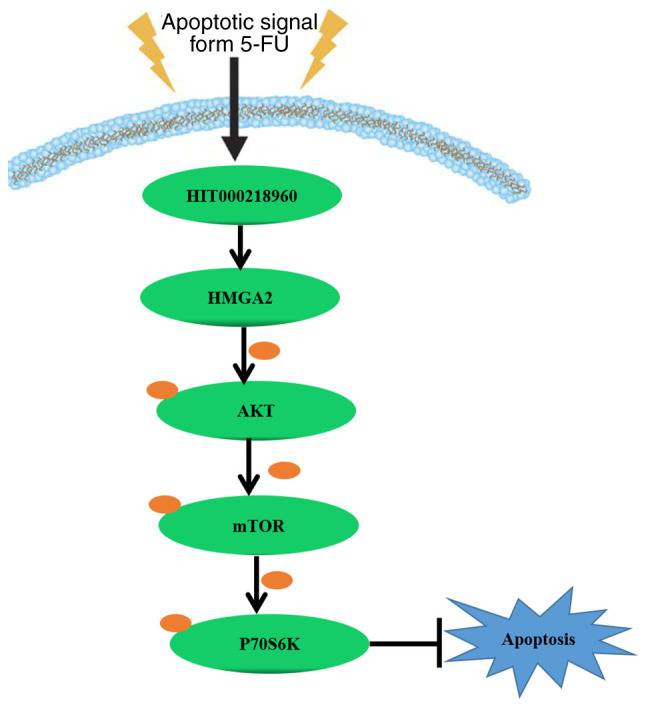 Apoptotic signal
form 5-FU
HIT000218960
HMGA2
AKT
mTOR
P70S6K
Apoptosis